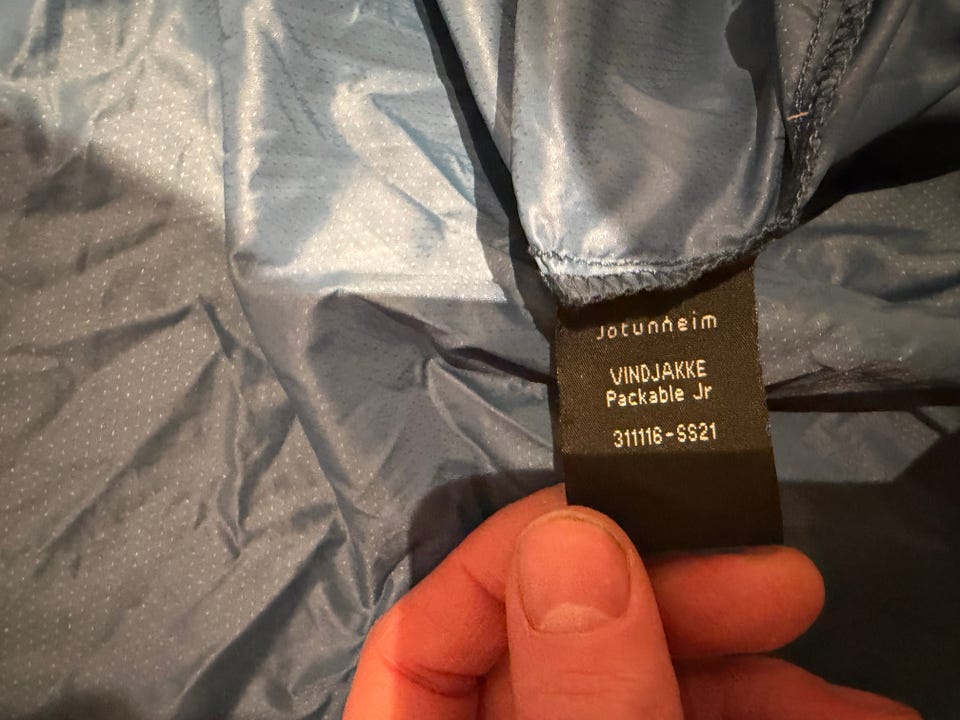 Jotunheim
VINDJAKKE
Packable Jr
311116-SS21